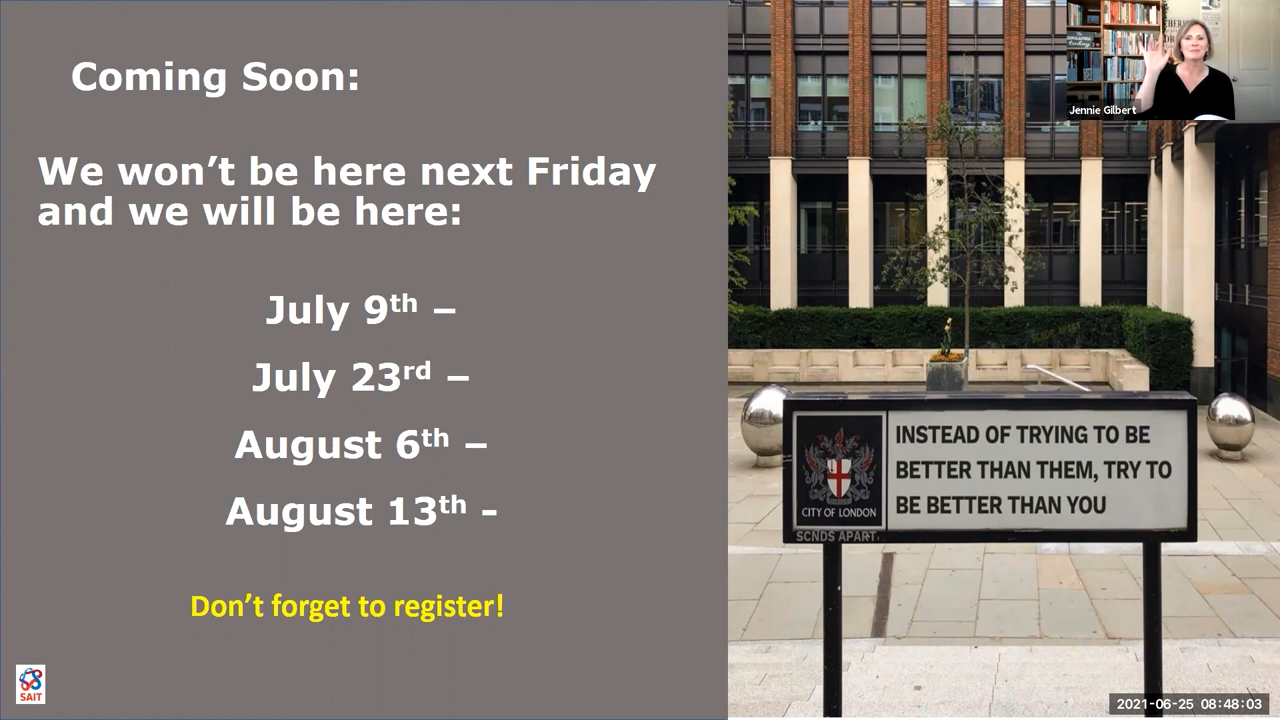 Coming Soon:
We won't be here next Friday
and we will be here:
July 9th –
July 23rd –
August 6th –
August 13th -
Don't forget to register!
SAIT
Jennie Gilbert
SCNDS APART
CITY OF LONDON
INSTEAD OF TRYING TO BE
BETTER THAN THEM, TRY TO
BE BETTER THAN YOU
SCNDS APART.
2021-06-25 08:48:03